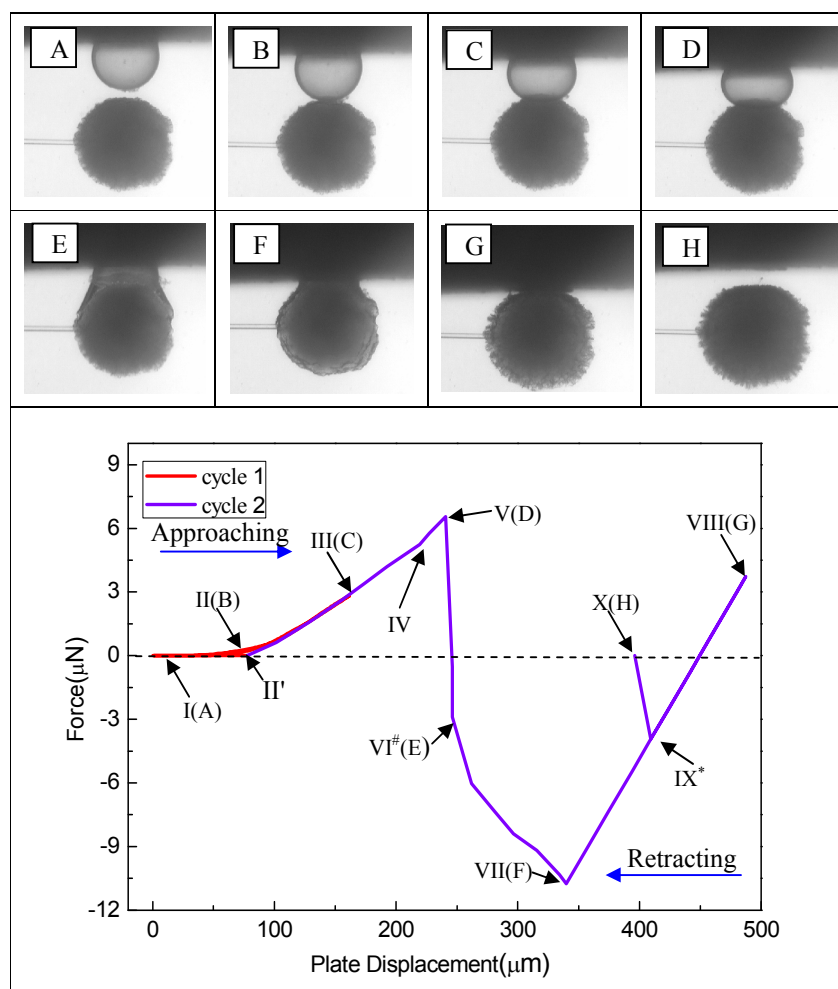 A
B
C
D
E
F
G
H
9
6
3
0
-3
-6
-9
-12
Force(μN)
cycle 1
cycle 2
Approaching
V(D)
VIII(G)
III(C)
IV
II(B)
X(H)
I(A)
II'
VI#(E)
IX*
VII(F)
Retracting
0 100 200 300 400 500
Plate Displacement(μm)